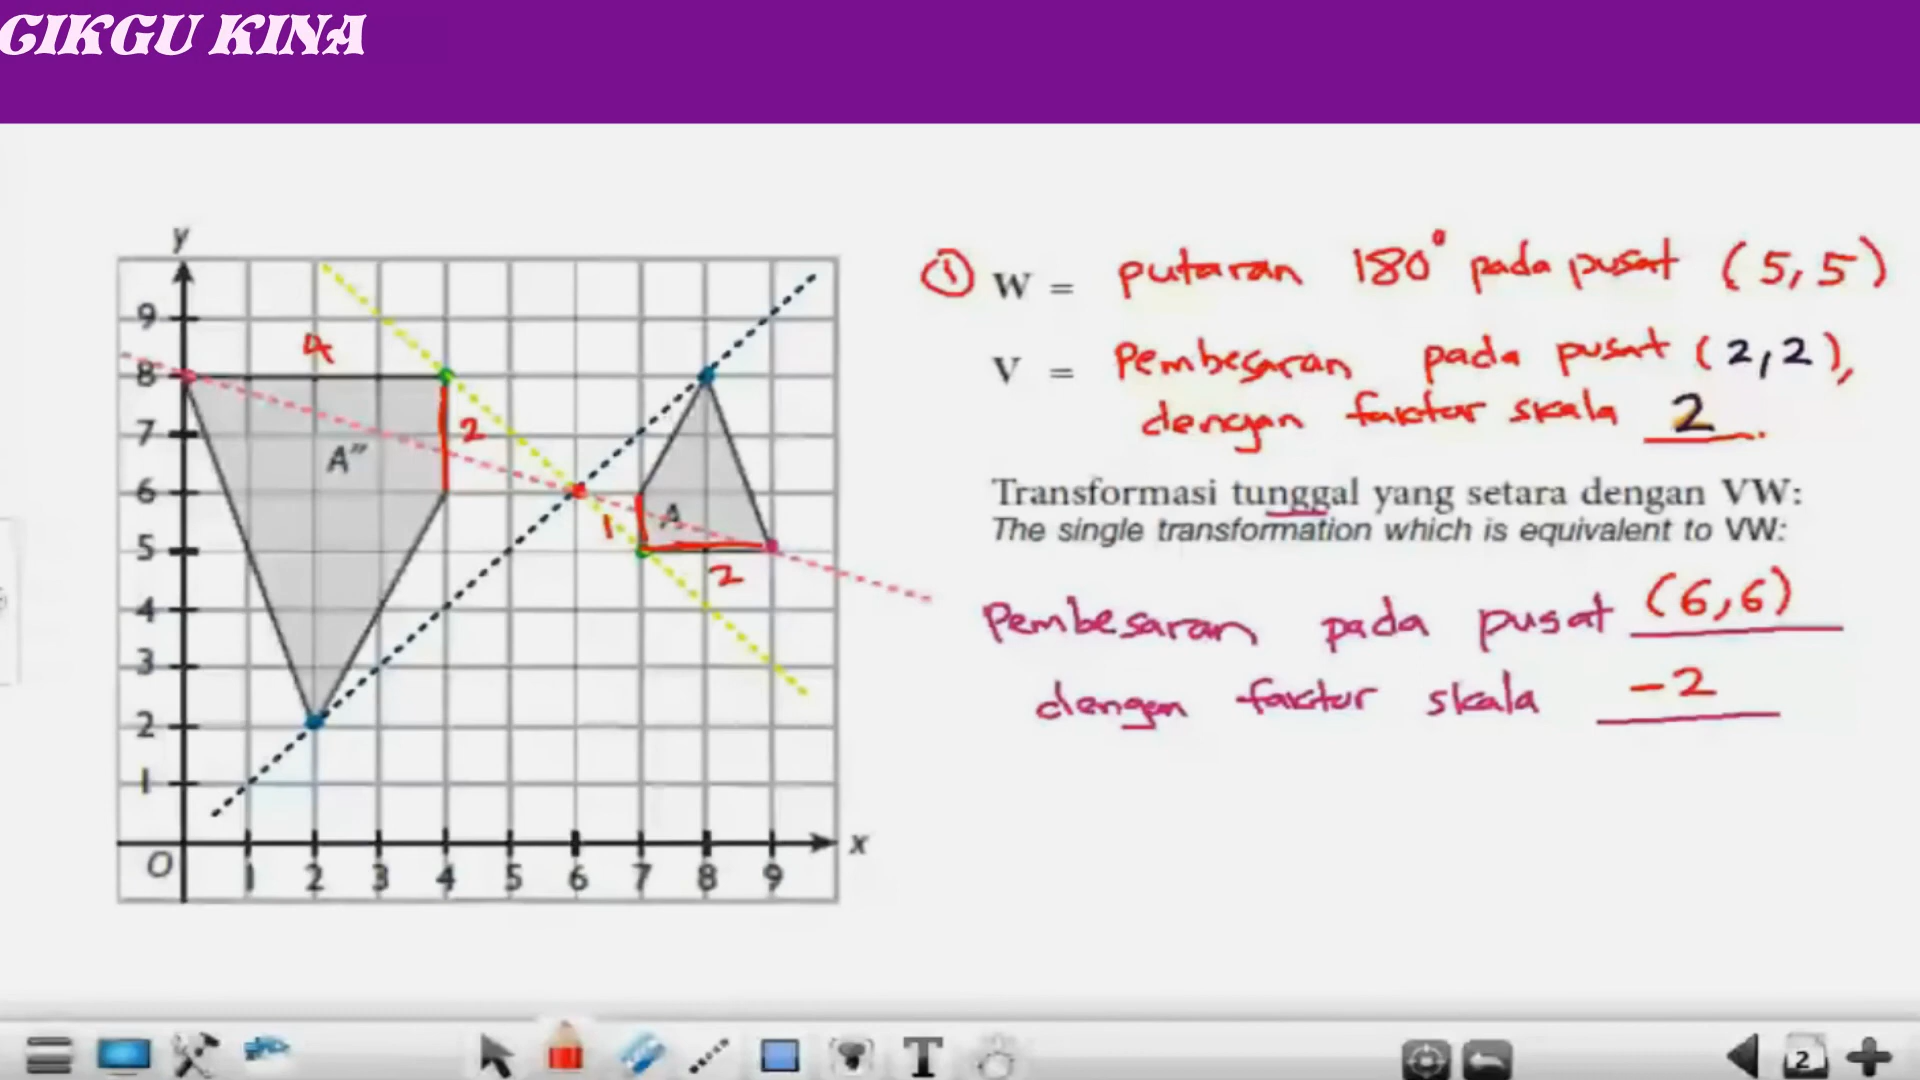 CIKGU KINA
① W = putaran 180° pada pusat (5,5)
V = Pembesaran pada pusat (2,2),
dengan faktor skala 2.
Transformasi tunggal yang setara dengan VW:
The single transformation which is equivalent to VW:
Pembesaran pada pusat (6,6)
dengan faktor skala -2
y
9
8
7
6
5
4
3
2
1
O
1 2 3 4 5 6 7 8 9
x
4
2
A"
A
1
2
T
2